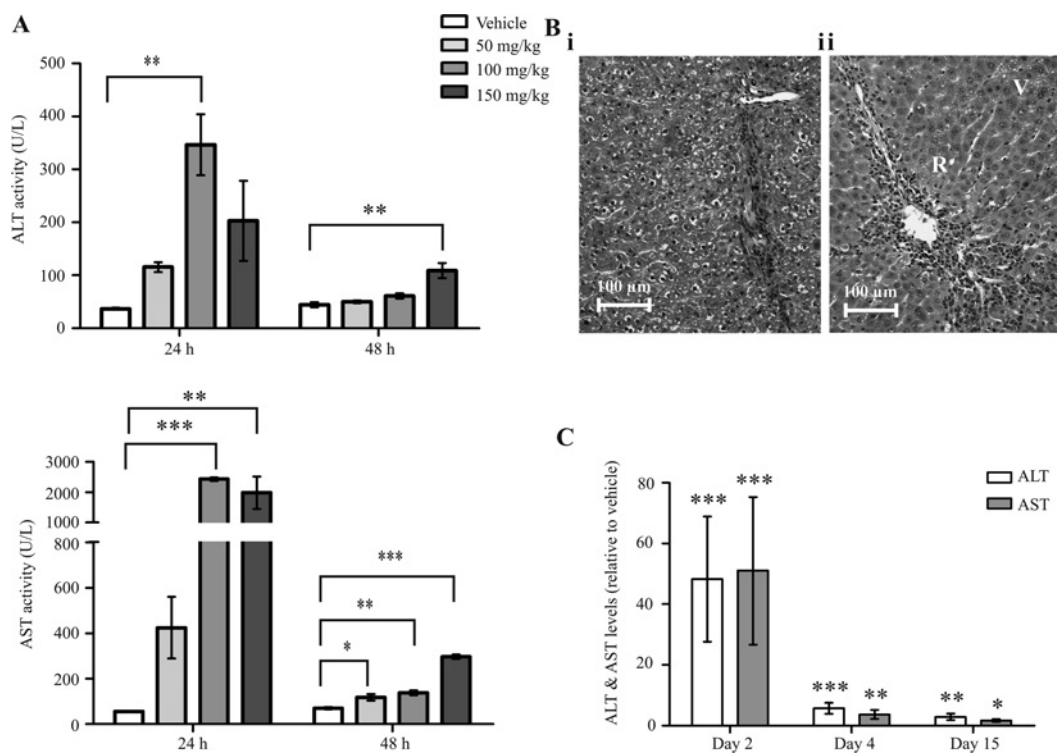 A
Vehicle
50 mg/kg
100 mg/kg
150 mg/kg
ALT activity (U/L)
500
400
300
200
100
0
**
**
24 h
48 h
B
i
100 µm
ii
V
R
100 µm
AST activity (U/L)
3000
2000
1000
800
600
400
200
0
**
***
***
**
*
24 h
48 h
C
ALT
AST
ALT & AST levels (relative to vehicle)
80
60
40
20
0
***
***
***
**
**
*
Day 2
Day 4
Day 15